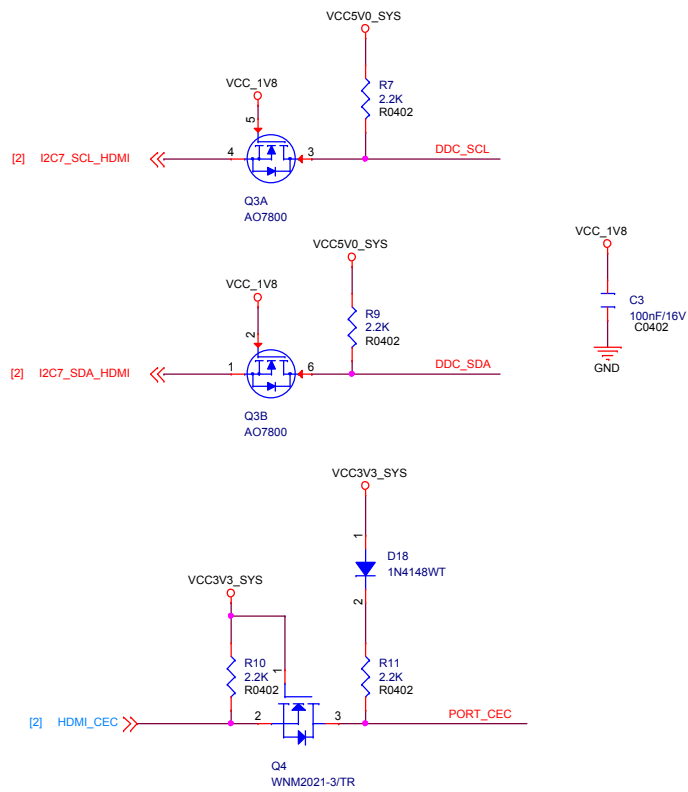 VCC5V0_SYS
VCC_1V8
R7
2.2K
R0402
5
[2] I2C7_SCL_HDMI
4
3
DDC_SCL
Q3A
AO7800
VCC5V0_SYS
VCC_1V8
VCC_1V8
R9
2.2K
R0402
C3
100nF/16V
C0402
GND
2
[2] I2C7_SDA_HDMI
1
6
DDC_SDA
Q3B
AO7800
VCC3V3_SYS
1
D18
1N4148WT
2
VCC3V3_SYS
R10
2.2K
R0402
1
R11
2.2K
R0402
[2] HDMI_CEC
2
3
PORT_CEC
Q4
WNM2021-3/TR